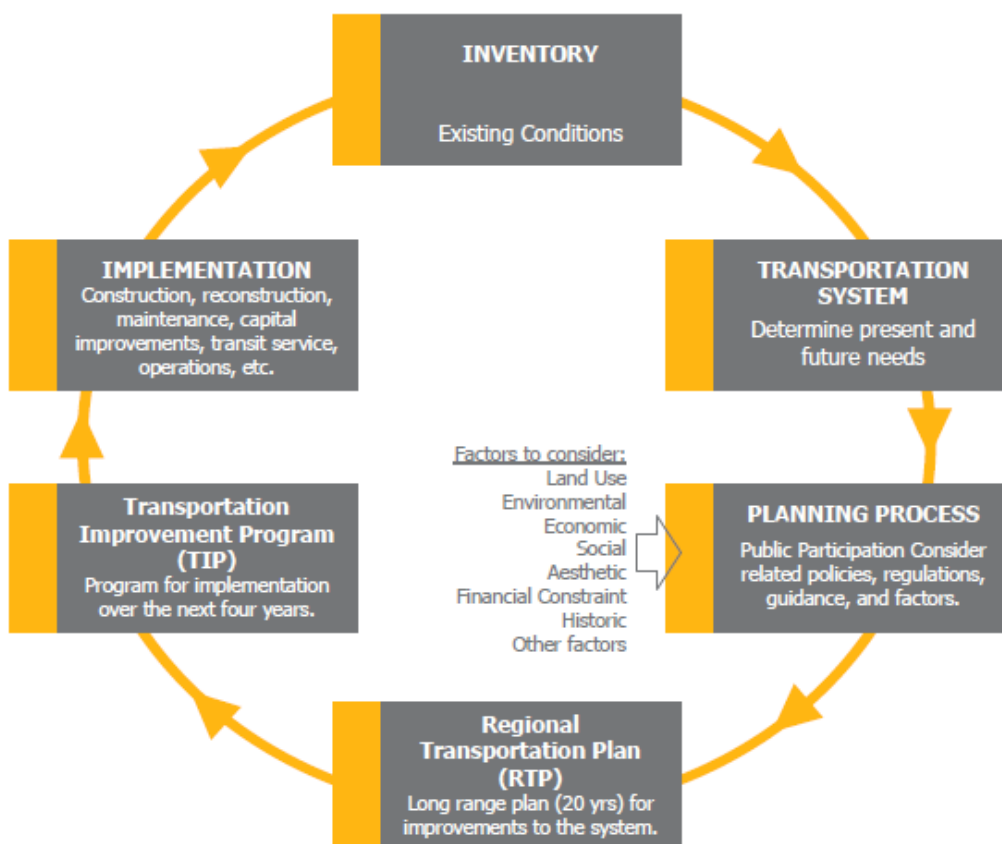 INVENTORY
Existing Conditions
TRANSPORTATION
SYSTEM
Determine present and
future needs
Factors to consider:
Land Use
Environmental
Economic
Social
Aesthetic
Financial Constraint
Historic
Other factors
PLANNING PROCESS
Public Participation Consider
related policies, regulations,
guidance, and factors.
Regional
Transportation Plan
(RTP)
Long range plan (20 yrs) for
improvements to the system.
Transportation
Improvement Program
(TIP)
Program for implementation
over the next four years.
IMPLEMENTATION
Construction, reconstruction,
maintenance, capital
improvements, transit service,
operations, etc.